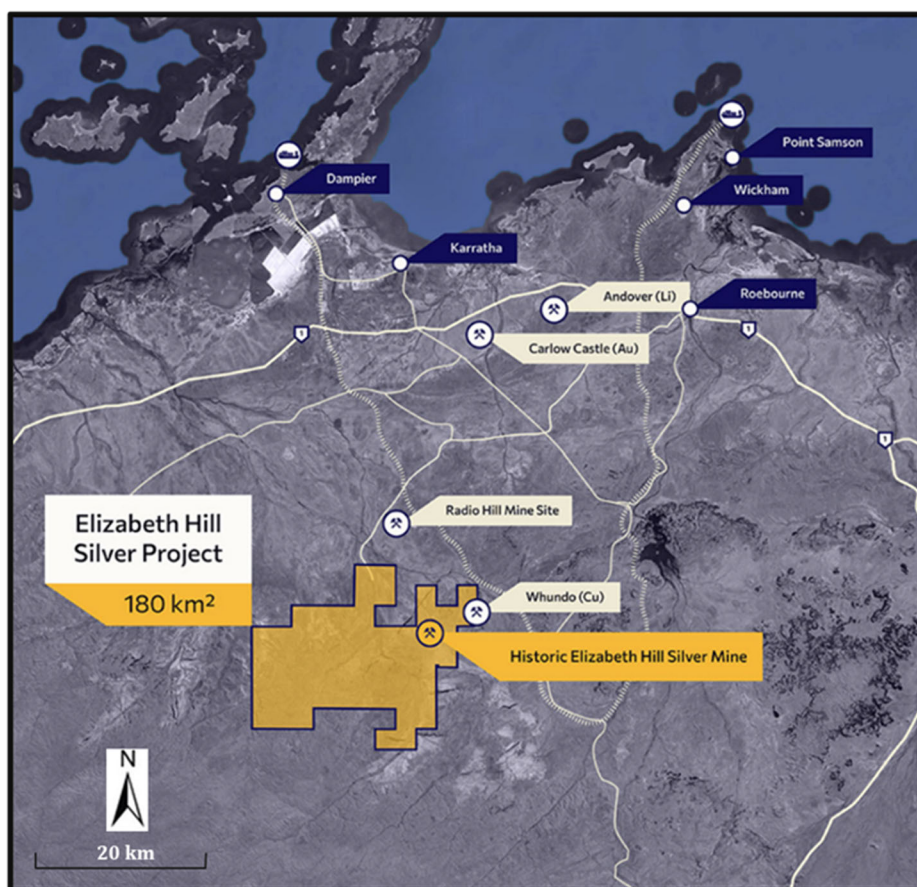 Point Samson
Dampier
Wickham
Karratha
Andover (Li)
Roebourne
1
1
Carlow Castle (Au)
1
Elizabeth Hill
Silver Project
180 km²
Radio Hill Mine Site
Whundo (Cu)
Historic Elizabeth Hill Silver Mine
N
20 km